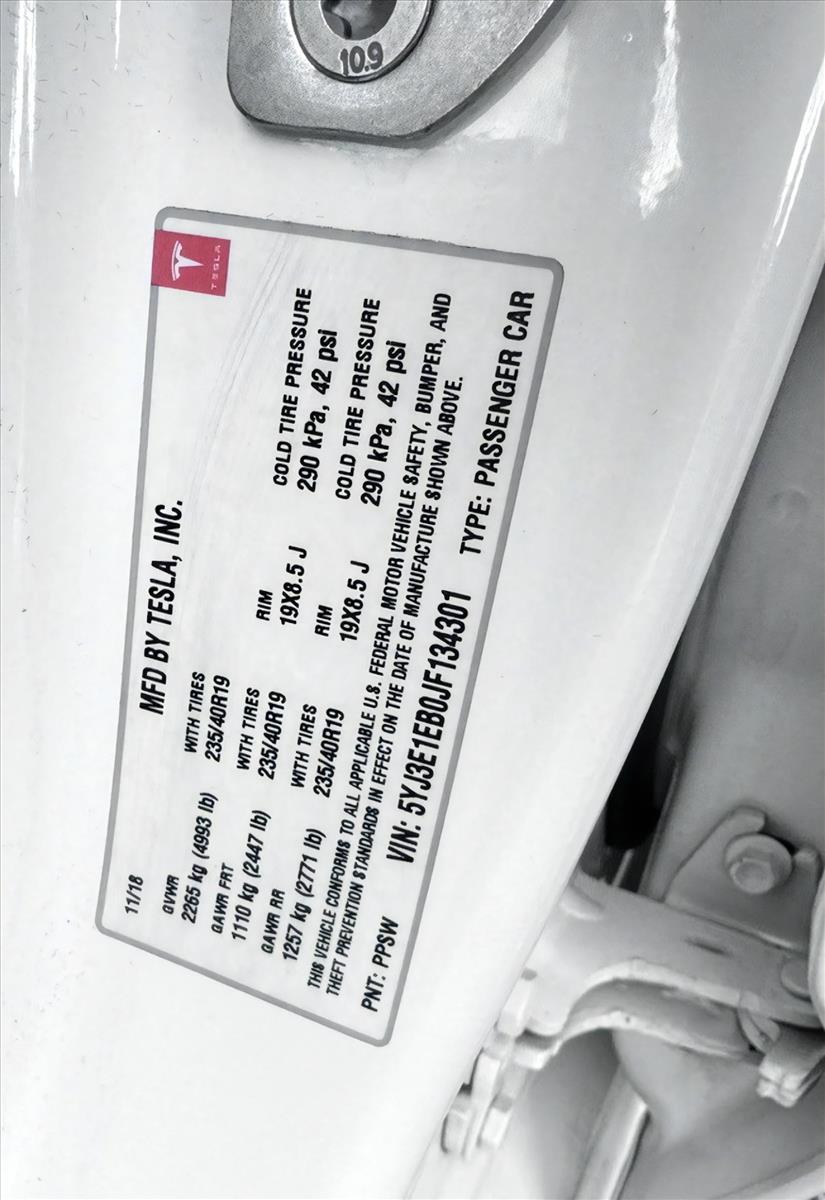 10.9
TESLA
MFD BY TESLA, INC.
11/18
GVWR WITH TIRES
2265 kg (4993 lb) 235/40R19
GAWR FRT WITH TIRES RIM COLD TIRE PRESSURE
1110 kg (2447 lb) 235/40R19 19X8.5 J 290 kPa, 42 psi
GAWR RR WITH TIRES RIM COLD TIRE PRESSURE
1257 kg (2771 lb) 235/40R19 19X8.5 J 290 kPa, 42 psi
THIS VEHICLE CONFORMS TO ALL APPLICABLE U.S. FEDERAL MOTOR VEHICLE SAFETY, BUMPER, AND
THEFT PREVENTION STANDARDS IN EFFECT ON THE DATE OF MANUFACTURE SHOWN ABOVE.
PNT: PPSW VIN: 5YJ3E1EB0JF134301 TYPE: PASSENGER CAR